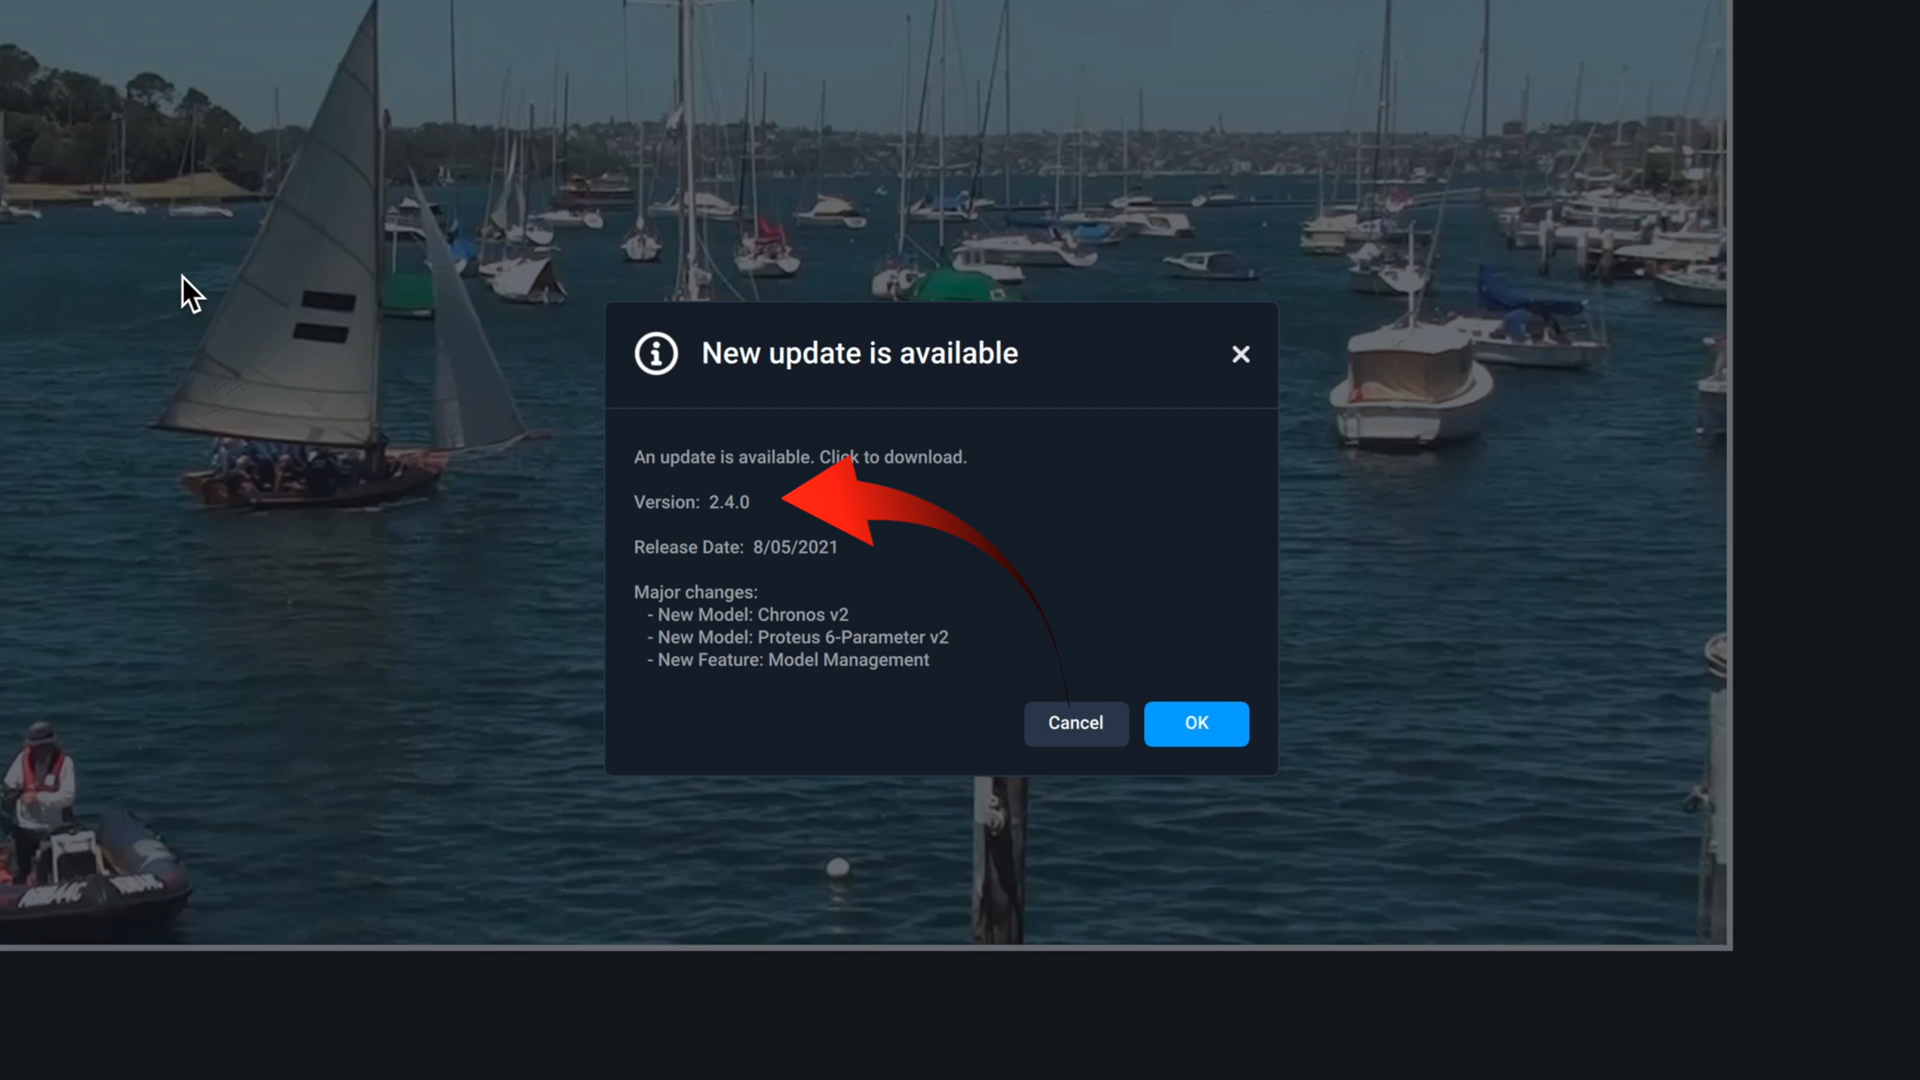 New update is available
An update is available. Click to download.
Version: 2.4.0
Release Date: 8/05/2021
Major changes:
- New Model: Chronos v2
- New Model: Proteus 6-Parameter v2
- New Feature: Model Management
Cancel
OK